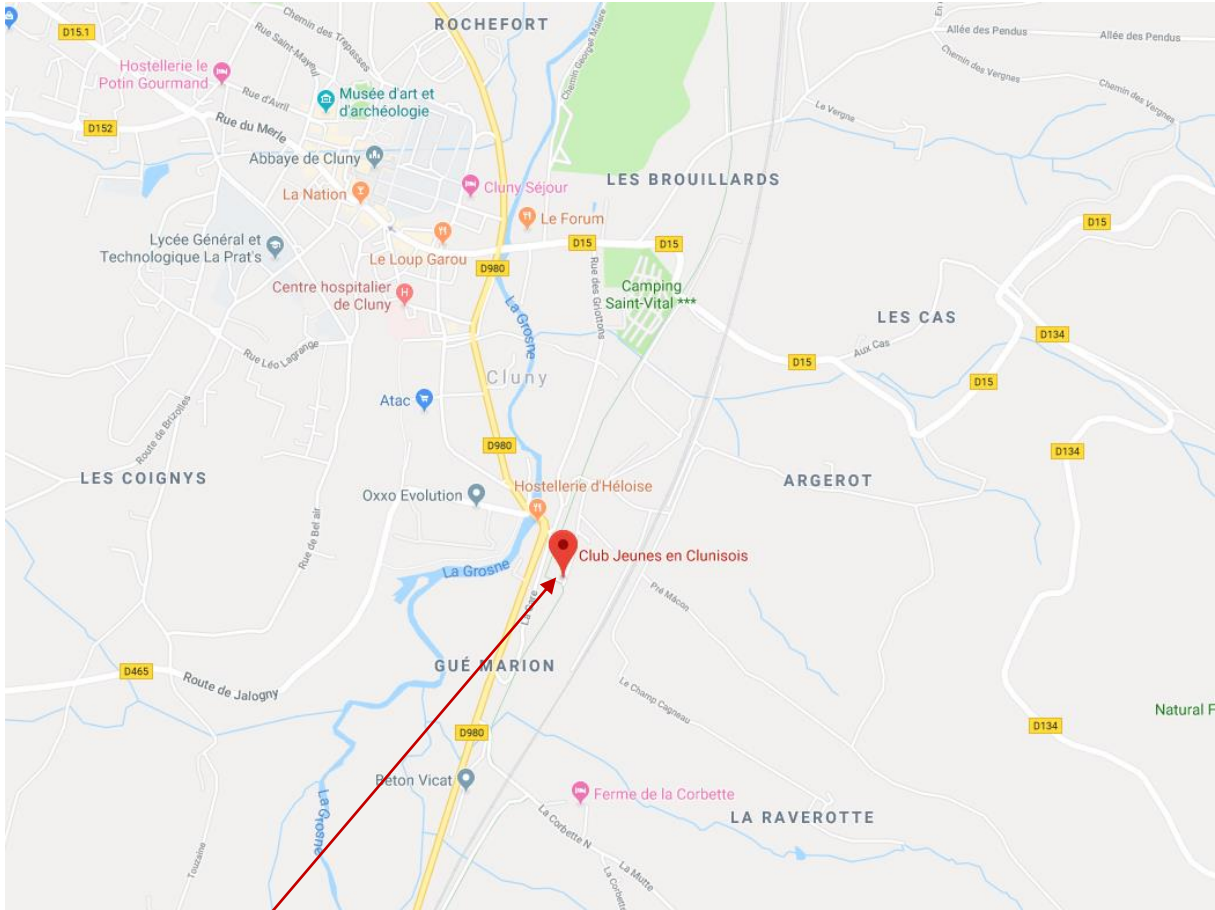 ROCHEFORT
D15.1
Chemin des Trépasses
Rue Saint-Mayeul
Chemin Georges Malère
Allée des Pendus
Allée des Pendus
Chemin des Vergnes
Chemin des Vergnes
Hostellerie le
Potin Gourmand
Rue d'Avril
Musée d'art et
d'archéologie
Le Vergne
D152
Rue du Merle
Abbaye de Cluny
La Nation
Cluny Séjour
LES BROUILLARDS
Le Forum
D15
D15
D15
Lycée Général et
Technologique La Prat's
Le Loup Garou
D980
Rue des Griottons
Centre hospitalier
de Cluny
Camping
Saint-Vital ***
La Grosne
LES CAS
D134
Rue Léo Lagrange
Aux Cas
D15
Cluny
D15
Atac
Route de Brizolles
D980
D134
LES COIGNYS
ARGEROT
Oxxo Evolution
Hostellerie d'Héloise
Rue de Bel air
Club Jeunes en Clunisois
La Grosne
La Gare
Pré Mâcon
GUÉ MARION
D465
Route de Jalogny
Le Champ Cagneau
Natural F
D134
D980
Béton Vicat
Ferme de la Corbette
La Grosne
LA RAVEROTTE
La Corbette N
Touzaine
La Mutte
La Corbette